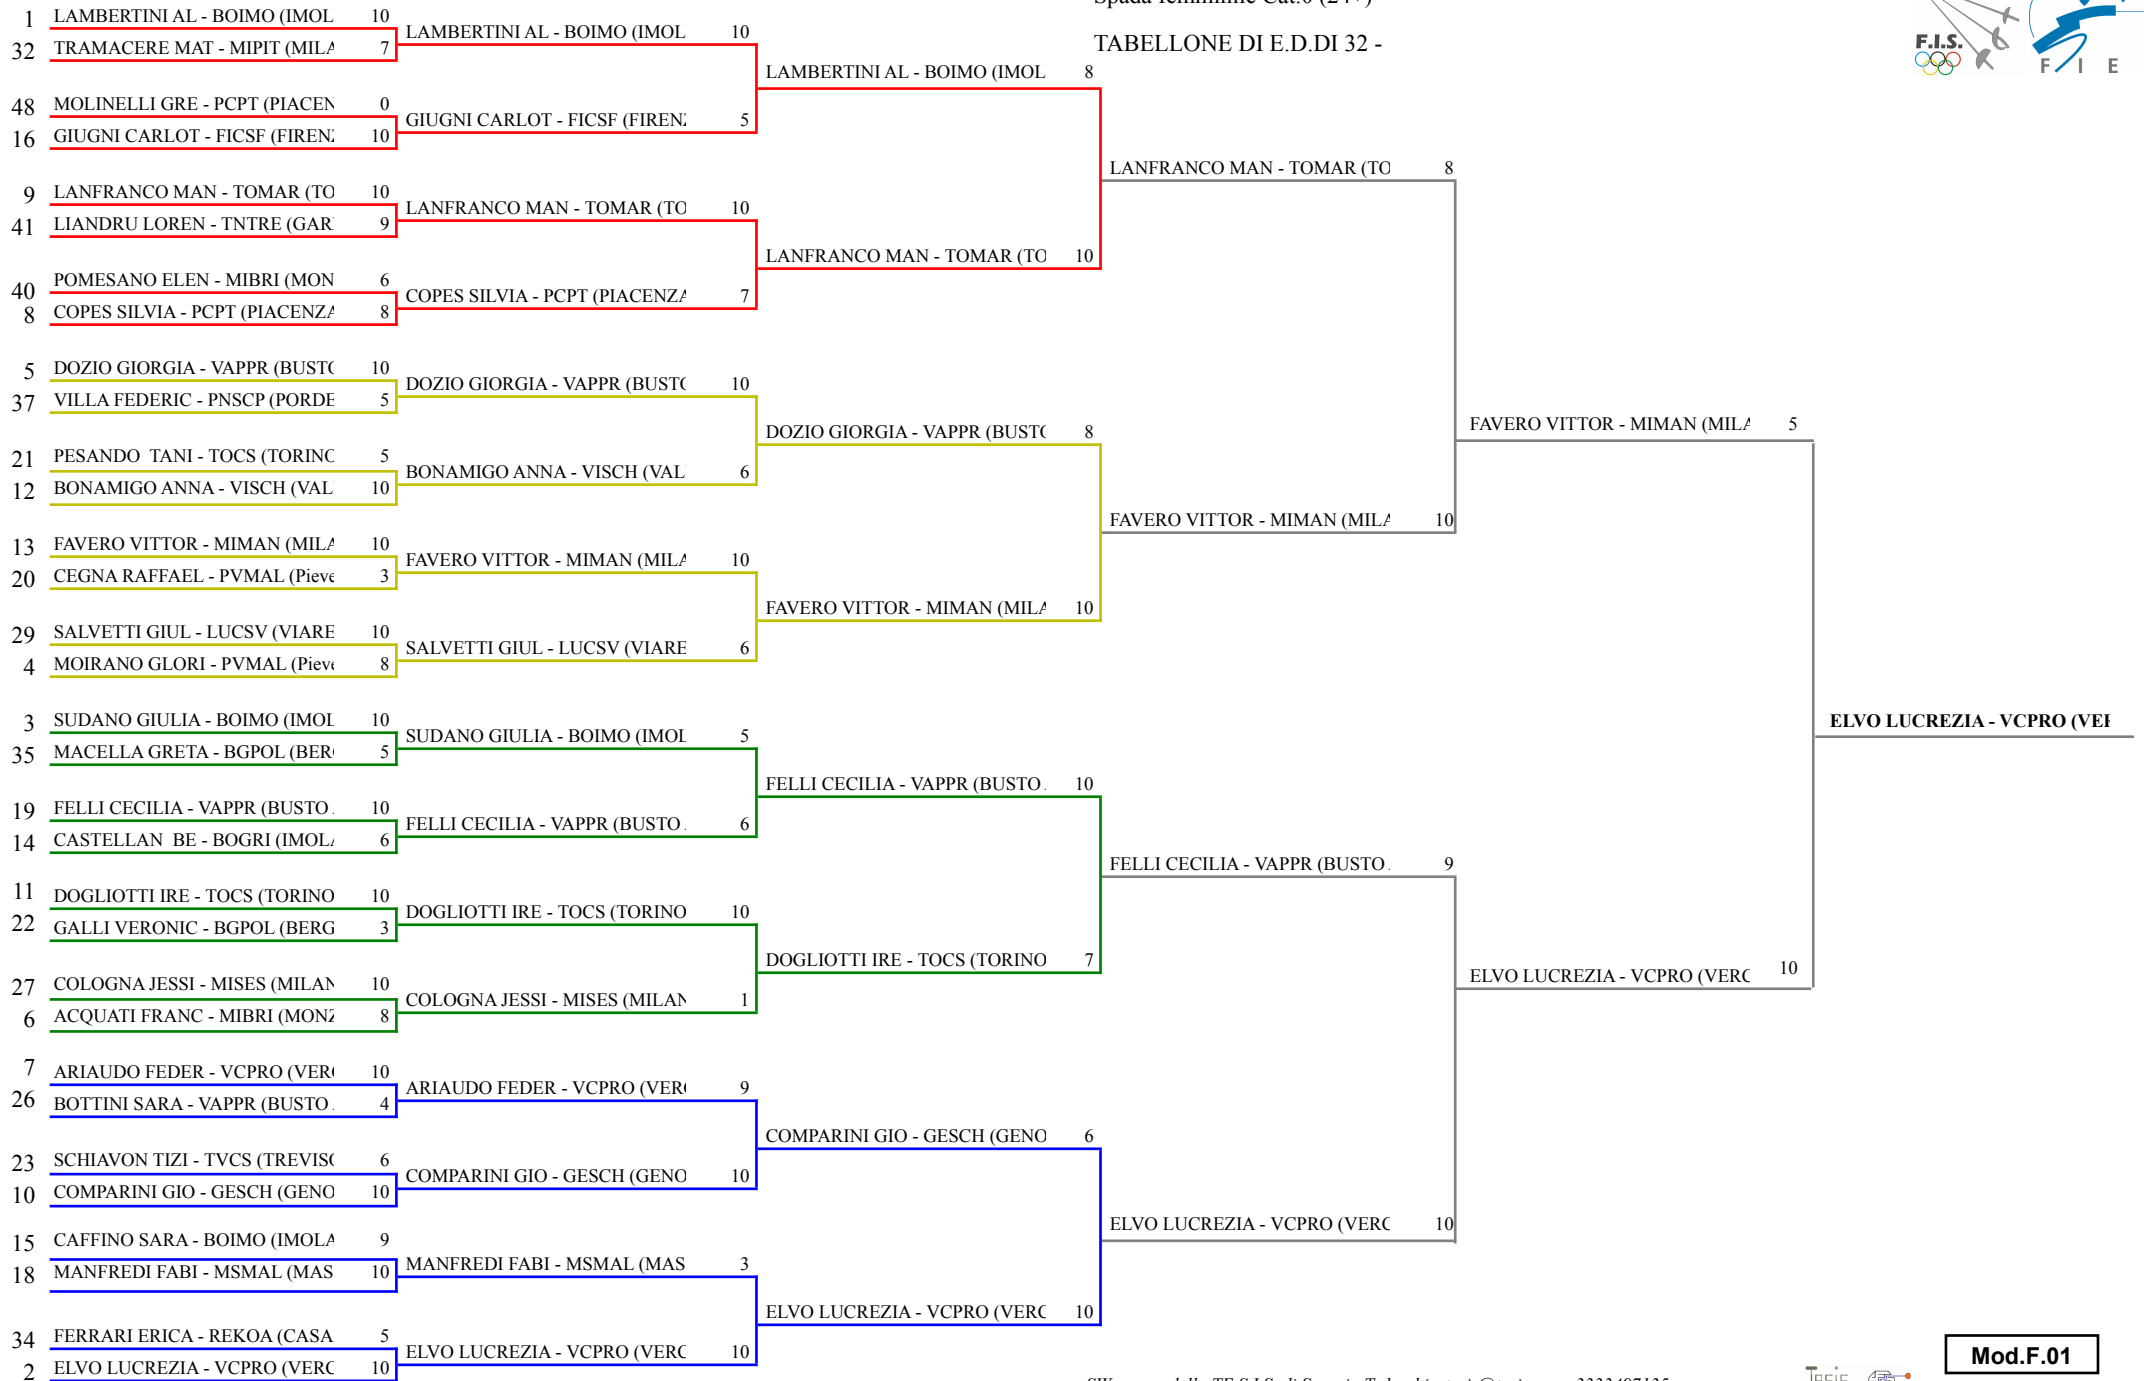 TABELLONE DI E.D.DI 32 -
F.I.S.
F I E
1 LAMBERTINI AL - BOIMO (IMOL 10
32 TRAMACERE MAT - MIPIT (MILA 7
48 MOLINELLI GRE - PCPT (PIACEN 0
16 GIUGNI CARLOT - FICSF (FIREN 10
9 LANFRANCO MAN - TOMAR (TO 10
41 LIANDRU LOREN - TNTRE (GAR 9
40 POMESANO ELEN - MIBRI (MON 6
8 COPES SILVIA - PCPT (PIACENZA 8
5 DOZIO GIORGIA - VAPPR (BUSTO 10
37 VILLA FEDERIC - PNSCP (PORDE 5
21 PESANDO TANI - TOCS (TORINO 5
12 BONAMIGO ANNA - VISCH (VAL 10
13 FAVERO VITTOR - MIMAN (MILA 10
20 CEGNA RAFFAEL - PVMAL (Pieve 3
29 SALVETTI GIUL - LUCSV (VIARE 10
4 MOIRANO GLORI - PVMAL (Pieve 8
3 SUDANO GIULIA - BOIMO (IMOL 10
35 MACELLA GRETA - BGPOL (BER 5
19 FELLI CECILIA - VAPPR (BUSTO 10
14 CASTELLAN BE - BOGRI (IMOLA 6
11 DOGLIOTTI IRE - TOCS (TORINO 10
22 GALLI VERONIC - BGPOL (BERG 3
27 COLOGNA JESSI - MISES (MILAN 10
6 ACQUATI FRANC - MIBRI (MONZ 8
7 ARIAUDO FEDER - VCPRO (VER 10
26 BOTTINI SARA - VAPPR (BUSTO 4
23 SCHIAVON TIZI - TVCS (TREVISO 6
10 COMPARINI GIO - GESCH (GENO 10
15 CAFFINO SARA - BOIMO (IMOLA 9
18 MANFREDI FABI - MSMAL (MAS 10
34 FERRARI ERICA - REKOA (CASA 5
2 ELVO LUCREZIA - VCPRO (VERC 10
LAMBERTINI AL - BOIMO (IMOL 10
GIUGNI CARLOT - FICSF (FIREN 5
LANFRANCO MAN - TOMAR (TO 10
COPES SILVIA - PCPT (PIACENZA 7
DOZIO GIORGIA - VAPPR (BUSTO 10
BONAMIGO ANNA - VISCH (VAL 6
FAVERO VITTOR - MIMAN (MILA 10
SALVETTI GIUL - LUCSV (VIARE 6
SUDANO GIULIA - BOIMO (IMOL 5
FELLI CECILIA - VAPPR (BUSTO 6
DOGLIOTTI IRE - TOCS (TORINO 10
COLOGNA JESSI - MISES (MILAN 1
ARIAUDO FEDER - VCPRO (VER 9
COMPARINI GIO - GESCH (GENO 10
MANFREDI FABI - MSMAL (MAS 3
ELVO LUCREZIA - VCPRO (VERC 10
LAMBERTINI AL - BOIMO (IMOL 8
LANFRANCO MAN - TOMAR (TO 10
DOZIO GIORGIA - VAPPR (BUSTO 8
FAVERO VITTOR - MIMAN (MILA 10
FELLI CECILIA - VAPPR (BUSTO 10
DOGLIOTTI IRE - TOCS (TORINO 7
COMPARINI GIO - GESCH (GENO 6
ELVO LUCREZIA - VCPRO (VERC 10
LANFRANCO MAN - TOMAR (TO 8
FAVERO VITTOR - MIMAN (MILA 10
FELLI CECILIA - VAPPR (BUSTO 9
ELVO LUCREZIA - VCPRO (VERC 10
FAVERO VITTOR - MIMAN (MILA 5
ELVO LUCREZIA - VCPRO (VERC 10
ELVO LUCREZIA - VCPRO (VER
Mod.F.01